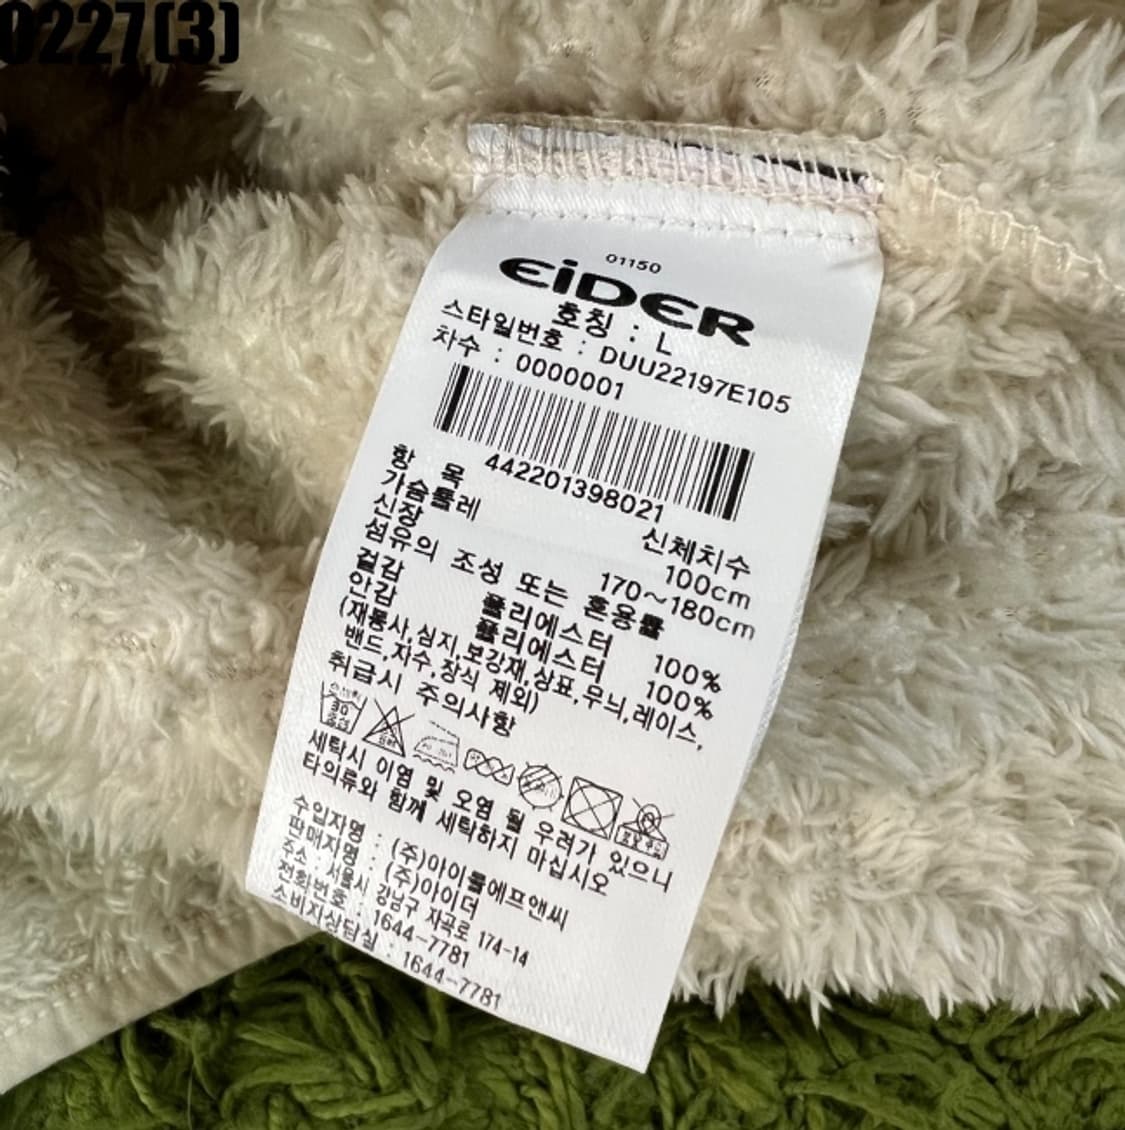 0227(3)
01150
EiDER
호칭 : L
스타일번호 : DUU22197E105
차수 : 0000001
442201398021
항 목 신체치수
가슴둘레 100cm
신장 170~180cm
섬유의 조성 또는 혼용률
겉감 폴리에스터 100%
안감 폴리에스터 100%
(재봉사,심지,보강재,상표,무늬,레이스,
밴드,자수,장식 제외)
취급시 주의사항
30
중성
세탁시 이염 및 오염 될 우려가 있으니
타의류와 함께 세탁하지 마십시오
수입자명 : (주)아이올에프앤씨
판매자명 : (주)아이더
주소 : 서울시 강남구 자곡로 174-14
전화번호 : 1644-7781
소비자상담실 : 1644-7781